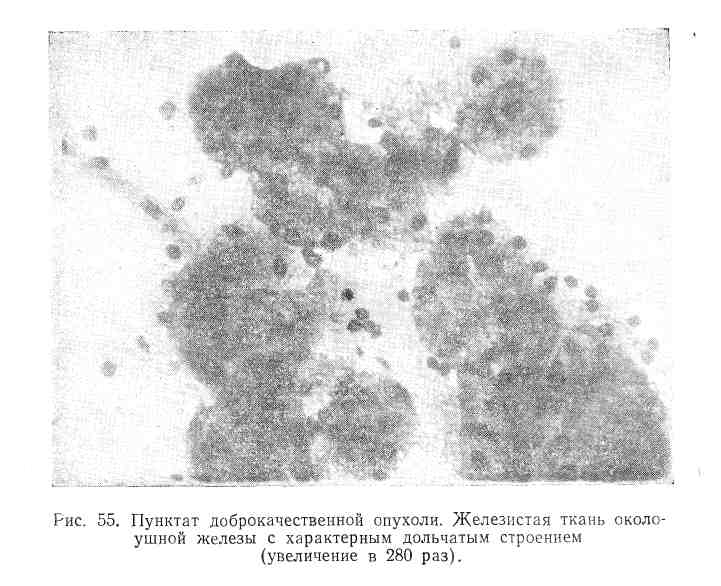 Рис. 55. Пунктат доброкачественной опухоли. Железистая ткань около-
ушной железы с характерным дольчатым строением
(увеличение в 280 раз).